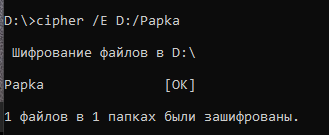 D:\>cipher /E D:/Papka
Шифрование файлов в D:\
Papka [OK]
1 файлов в 1 папках были зашифрованы.